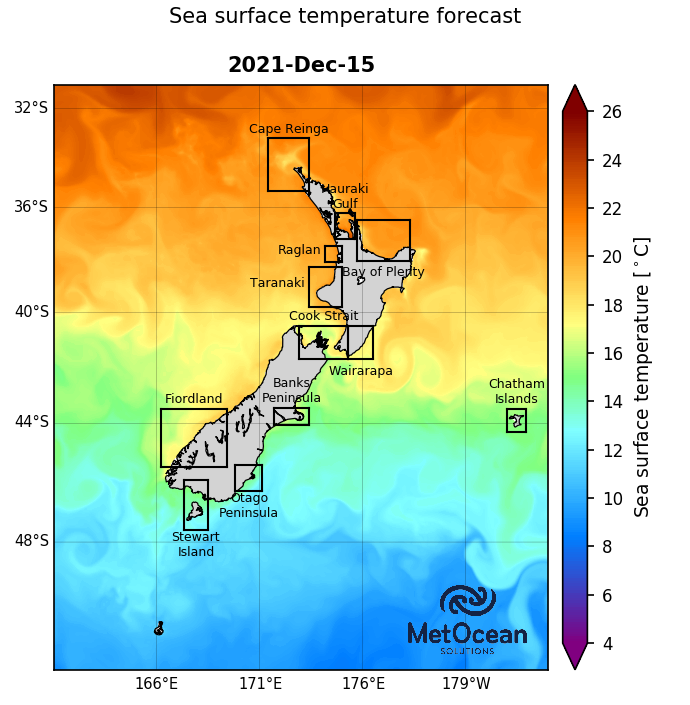 Sea surface temperature forecast
2021-Dec-15
32°S
36°S
40°S
44°S
48°S
166°E
171°E
176°E
179°W
Cape Reinga
Hauraki
Gulf
Raglan
Bay of Plenty
Taranaki
Cook Strait
Wairarapa
Banks
Peninsula
Fiordland
Chatham
Islands
Otago
Peninsula
Stewart
Island
MetOcean
SOLUTIONS
26
24
22
20
18
16
14
12
10
8
6
4
Sea surface temperature [°C]